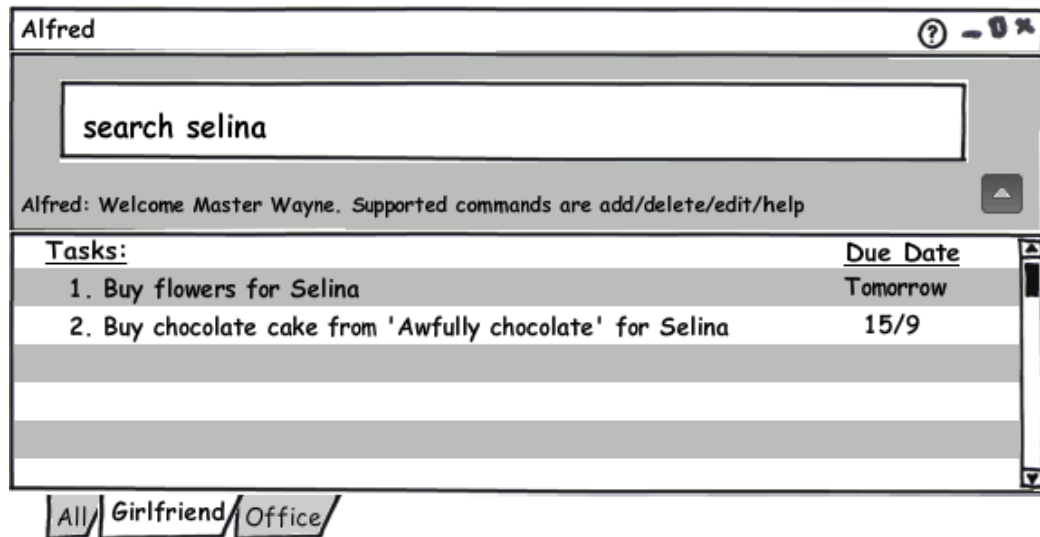 Alfred
?
search selina
Alfred: Welcome Master Wayne. Supported commands are add/delete/edit/help
Tasks: Due Date
1. Buy flowers for Selina Tomorrow
2. Buy chocolate cake from 'Awfully chocolate' for Selina 15/9
All Girlfriend Office